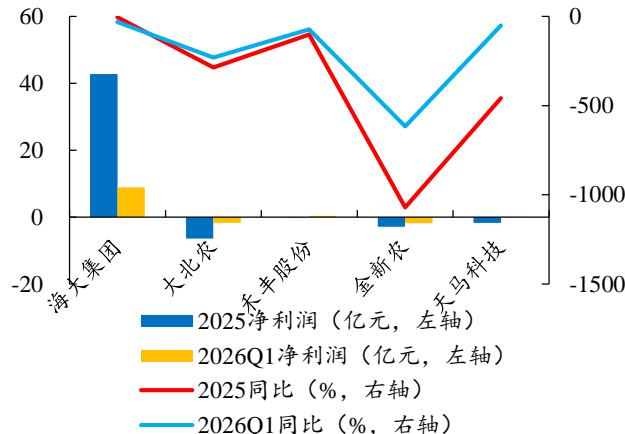 60
40
20
0
-20
0
-500
-1000
-1500
海大集团
大北农
禾丰股份
金新农
天马科技
2025净利润（亿元，左轴）
2026Q1净利润（亿元，左轴）
2025同比（%，右轴）
2026Q1同比（%，右轴）